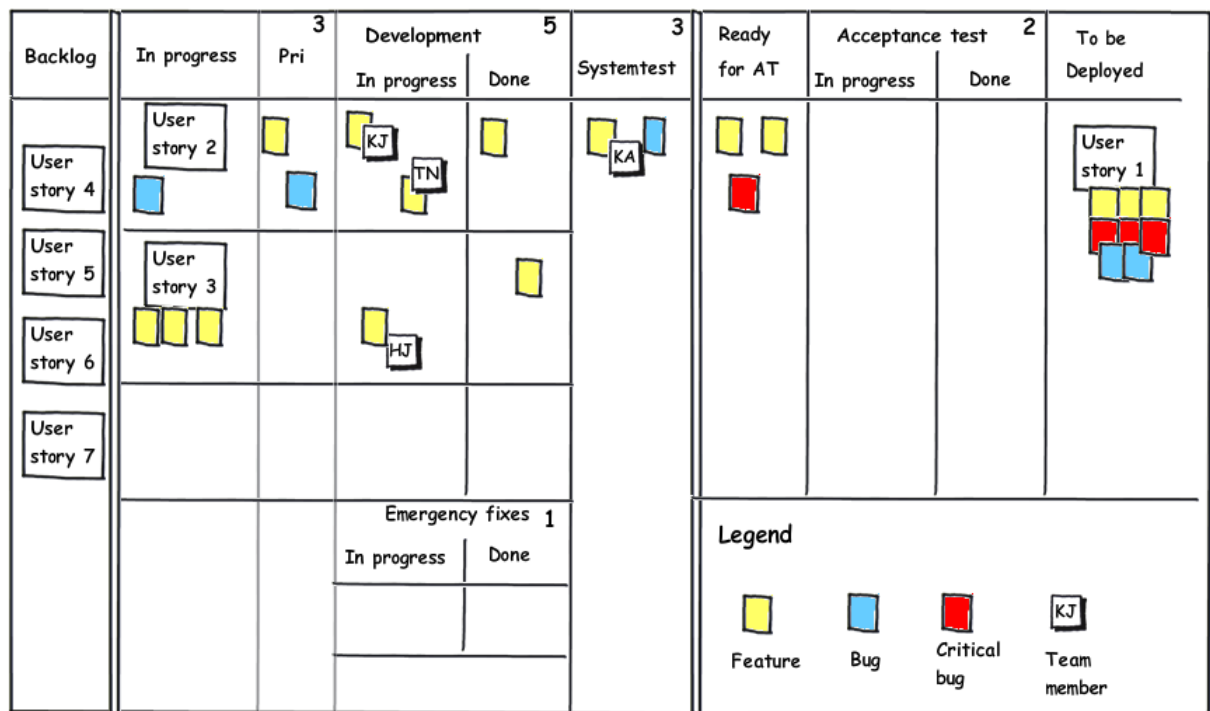 Backlog
In progress
3
Pri
Development
5
In progress
Done
3
Systemtest
Ready
for AT
Acceptance test
2
In progress
Done
To be
Deployed
User
story 4
User
story 5
User
story 6
User
story 7
User
story 2
KJ
TN
KA
User
story 1
User
story 3
HJ
Emergency fixes
1
In progress
Done
Legend
Feature
Bug
Critical
bug
KJ
Team
member